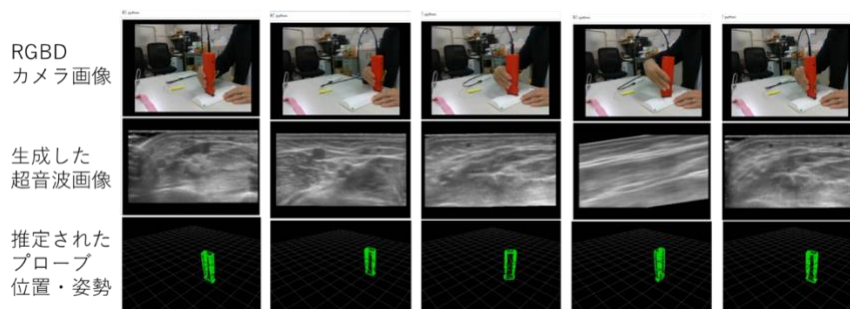 RGBD
カメラ画像
生成した
超音波画像
推定された
プローブ
位置・姿勢